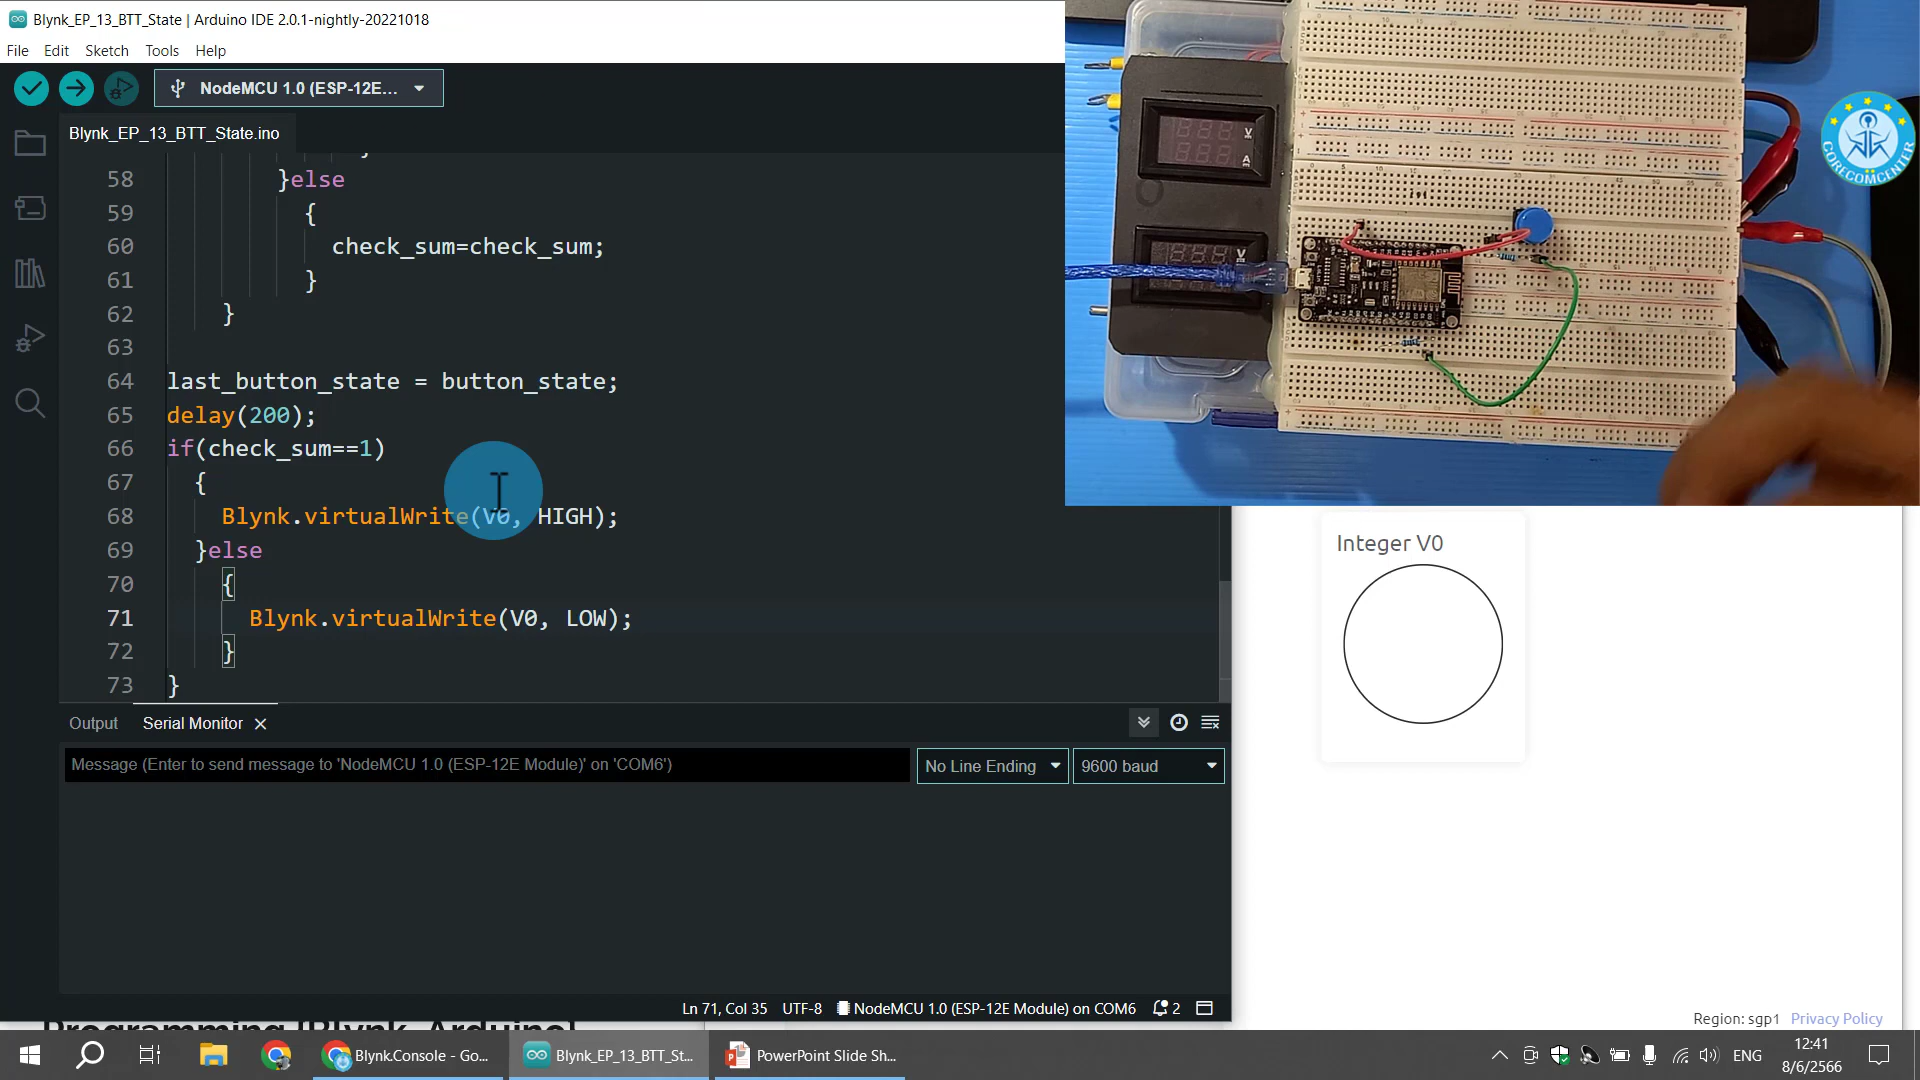 Blynk_EP_13_BTT_State | Arduino IDE 2.0.1-nightly-20221018
File Edit Sketch Tools Help
NodeMCU 1.0 (ESP-12E...
Blynk_EP_13_BTT_State.ino
58 }else
59 {
60 check_sum=check_sum;
61 }
62 }
63
64 last_button_state = button_state;
65 delay(200);
66 if(check_sum==1)
67 {
68 Blynk.virtualWrite(V0, HIGH);
69 }else
70 {
71 Blynk.virtualWrite(V0, LOW);
72 }
73 }
Output Serial Monitor
Message (Enter to send message to 'NodeMCU 1.0 (ESP-12E Module)' on 'COM6')
No Line Ending 9600 baud
Ln 71, Col 35 UTF-8 NodeMCU 1.0 (ESP-12E Module) on COM6 2
CORECOMCENTER
Integer V0
Region: sgp1 Privacy Policy
Blynk.Console - Go...
Blynk_EP_13_BTT_St...
PowerPoint Slide Sh...
ENG
12:41
8/6/2566